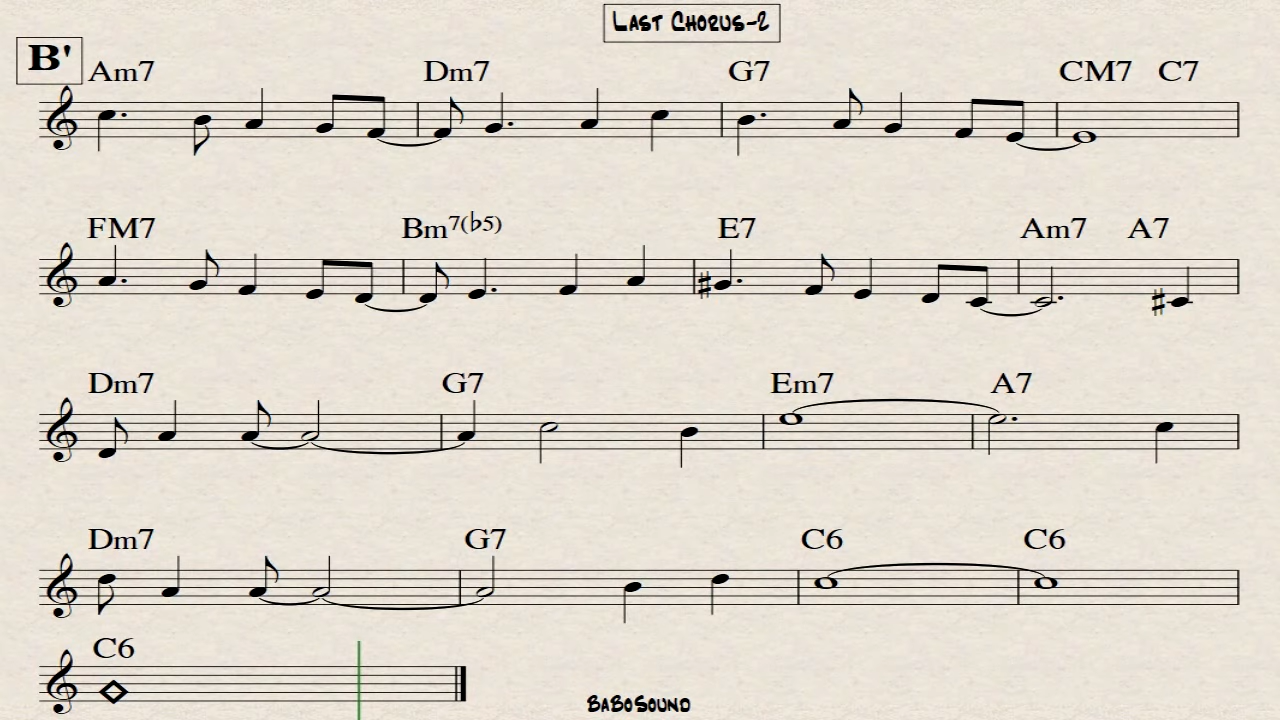 Last Chorus-2
B' Am7 Dm7 G7 CM7 C7
FM7 Bm7(♭5) E7 Am7 A7
Dm7 G7 Em7 A7
Dm7 G7 C6 C6
C6
BaBoSound